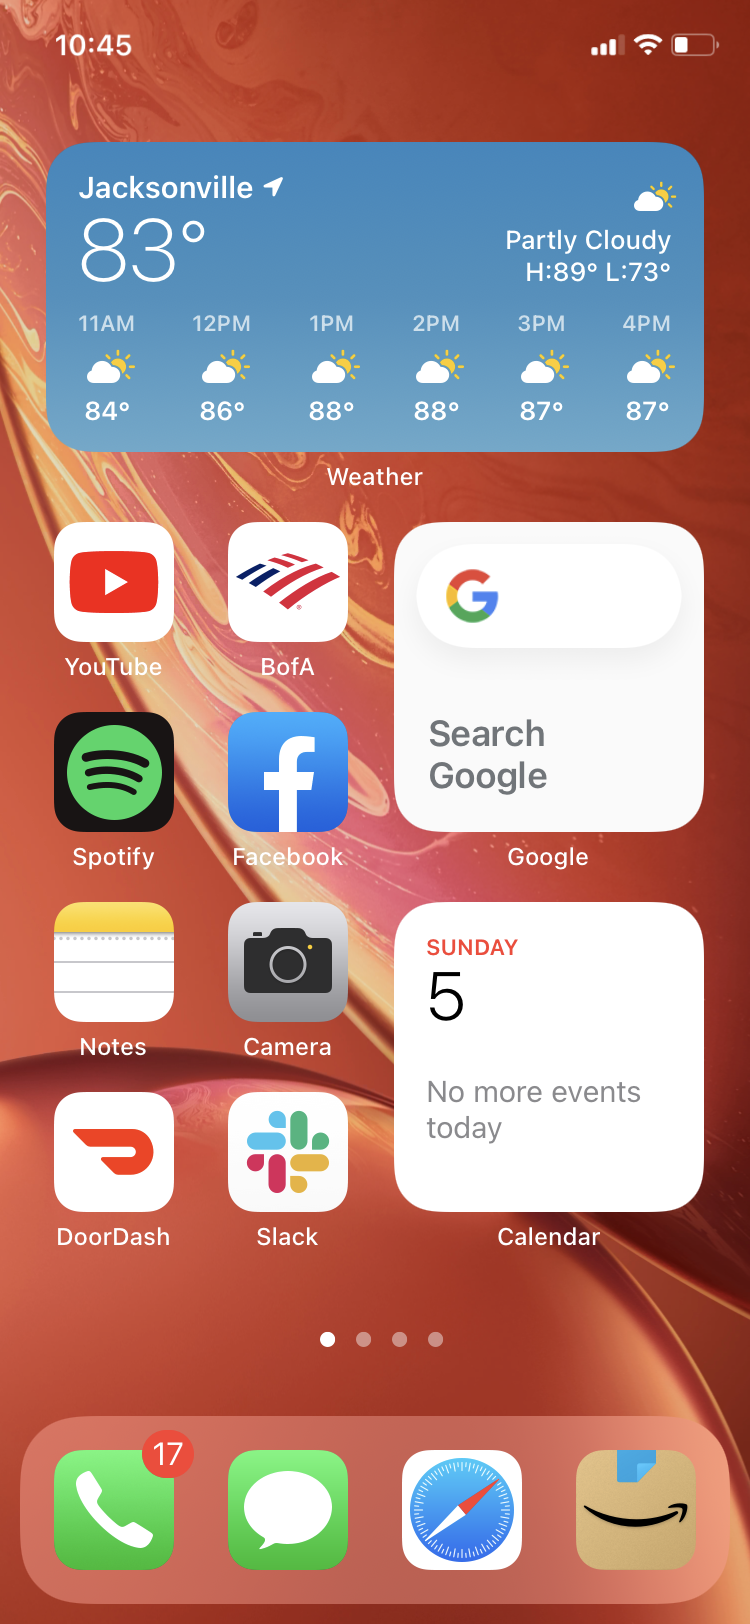 10:45
Jacksonville
83°
Partly Cloudy
H:89° L:73°
11AM 12PM 1PM 2PM 3PM 4PM
84° 86° 88° 88° 87° 87°
Weather
YouTube BofA
Search
Google
Spotify Facebook Google
SUNDAY
5
Notes Camera
No more events
today
DoorDash Slack Calendar
17